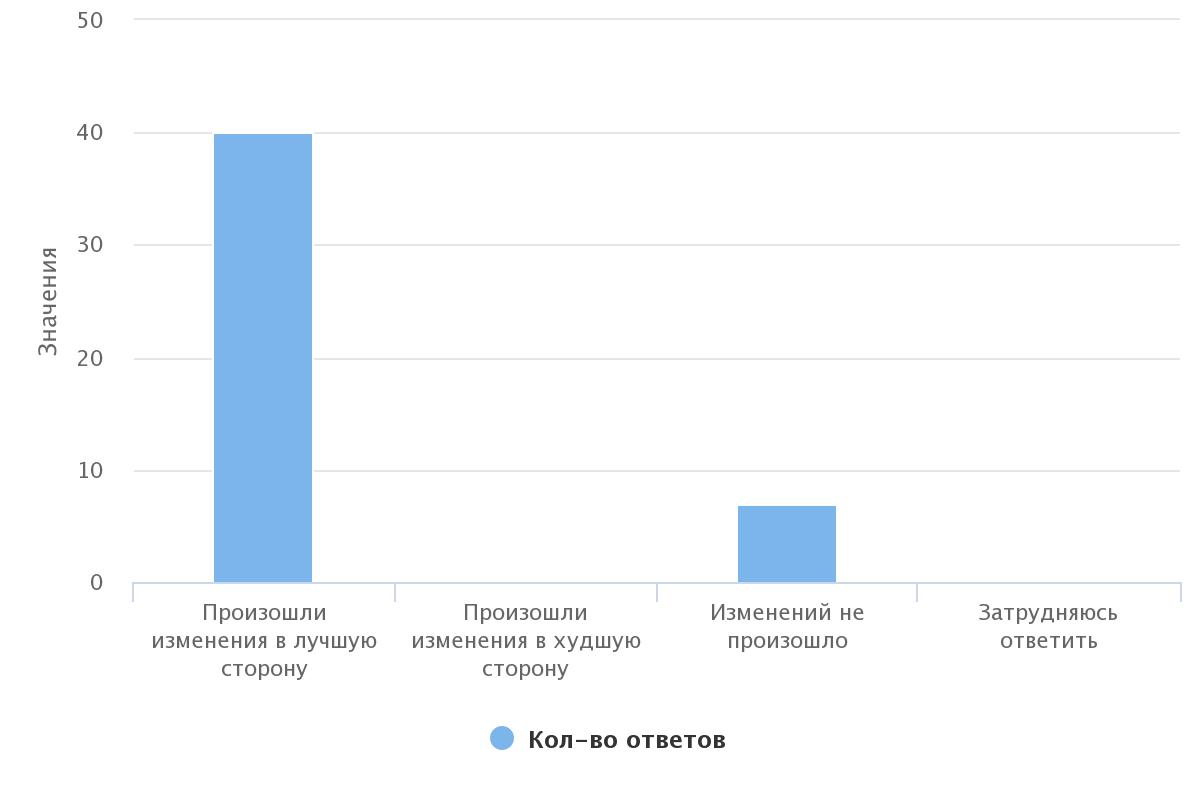 50
40
30
20
10
0
Значения
Произошли
изменения в лучшую
сторону
Произошли
изменения в худшую
сторону
Изменений не
произошло
Затрудняюсь
ответить
Кол-во ответов